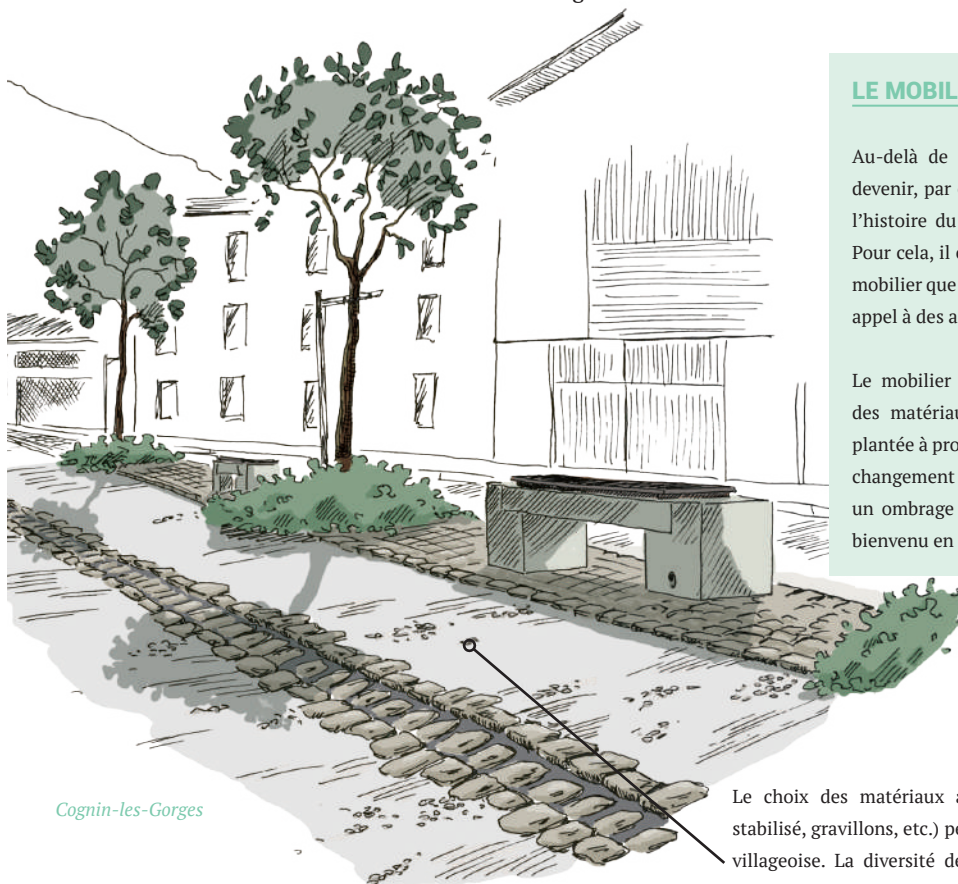 LE MOBIL
Au-delà de
devenir, par
l’histoire du
Pour cela, il
mobilier que
appel à des
Le mobilier
des matériau
plantée à pro
changement
un ombrage
bienvenu en
Cognin-les-Gorges
Le choix des matériaux a
stabilisé, gravillons, etc.) pe
villageoise. La diversité de